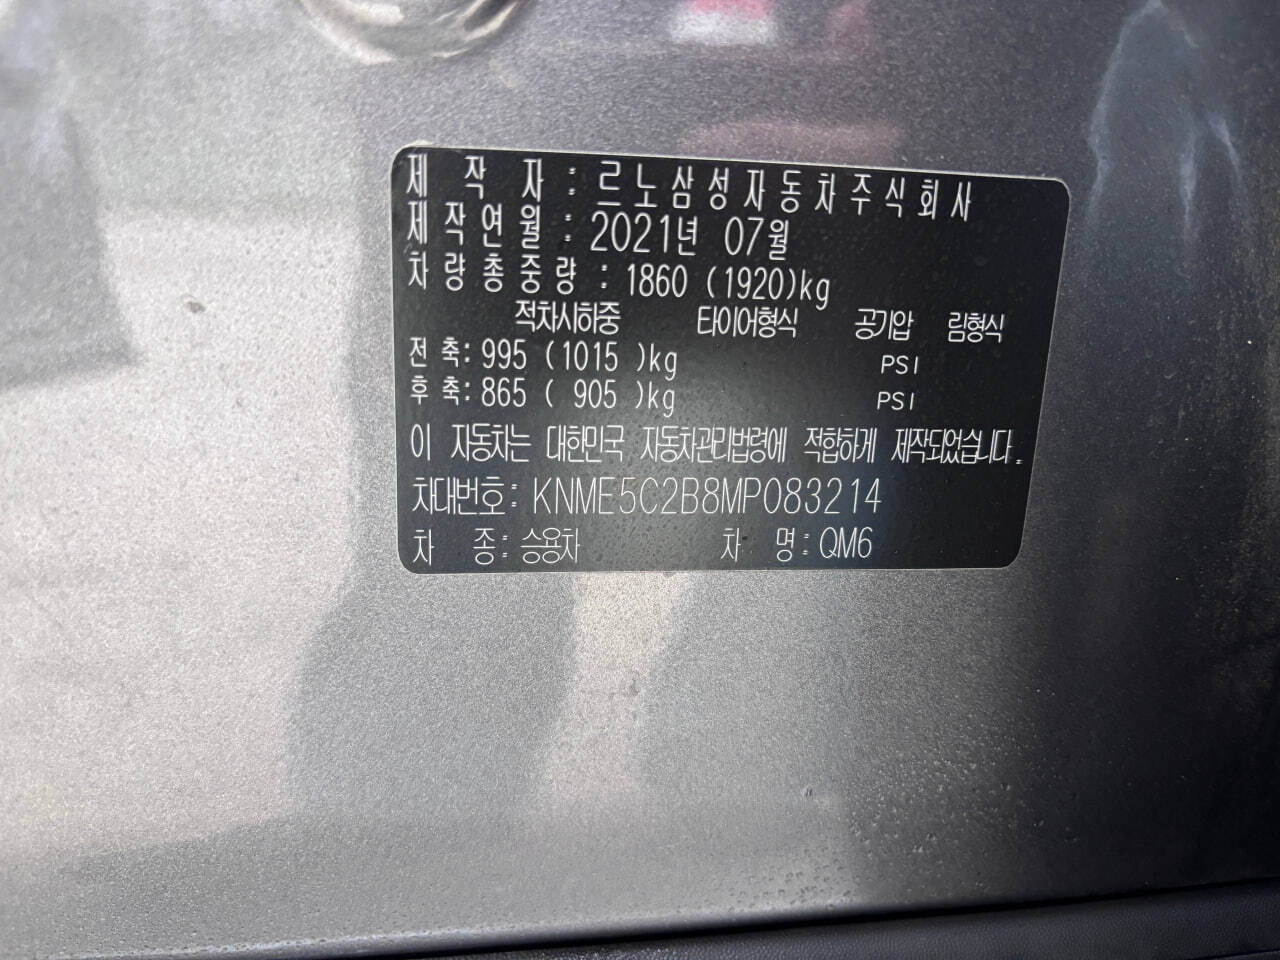 제 작 자 : 르노삼성자동차주식회사
제작연월 : 2021년 07월
차량총중량 : 1860 (1920)kg
적차시하중 타이어형식 공기압 림형식
전 축: 995 (1015 )kg PSI
후 축: 865 ( 905 )kg PSI
이 자동차는 대한민국 자동차관리법령에 적합하게 제작되었습니다.
차대번호: KNME5C2B8MP083214
차 종: 승용차 차 명: QM6